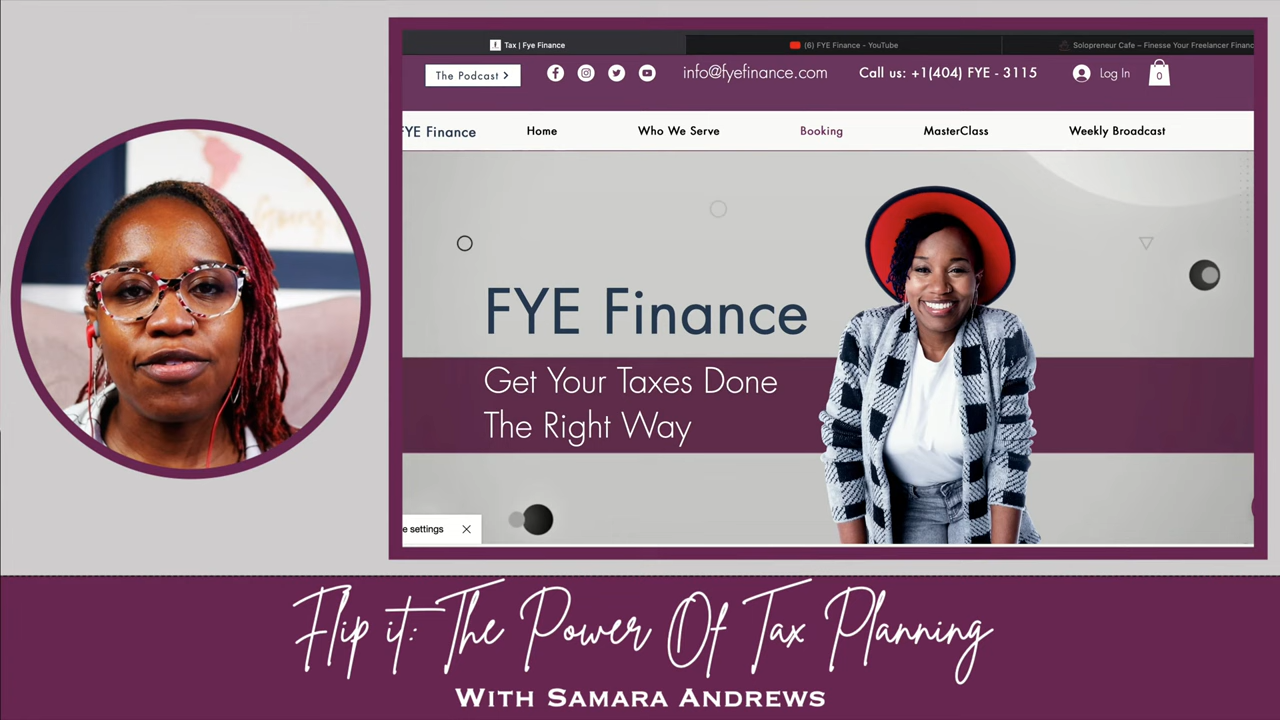 Tax | Fye Finance
(6) FYE Finance - YouTube
Solopreneur Cafe – Finesse Your Freelancer Financ
The Podcast >
info@fyefinance.com
Call us: +1(404) FYE - 3115
Log In
0
FYE Finance
Home
Who We Serve
Booking
MasterClass
Weekly Broadcast
Going
FYE Finance
Get Your Taxes Done
The Right Way
e settings
Flip it: The Power Of Tax Planning
With Samara Andrews